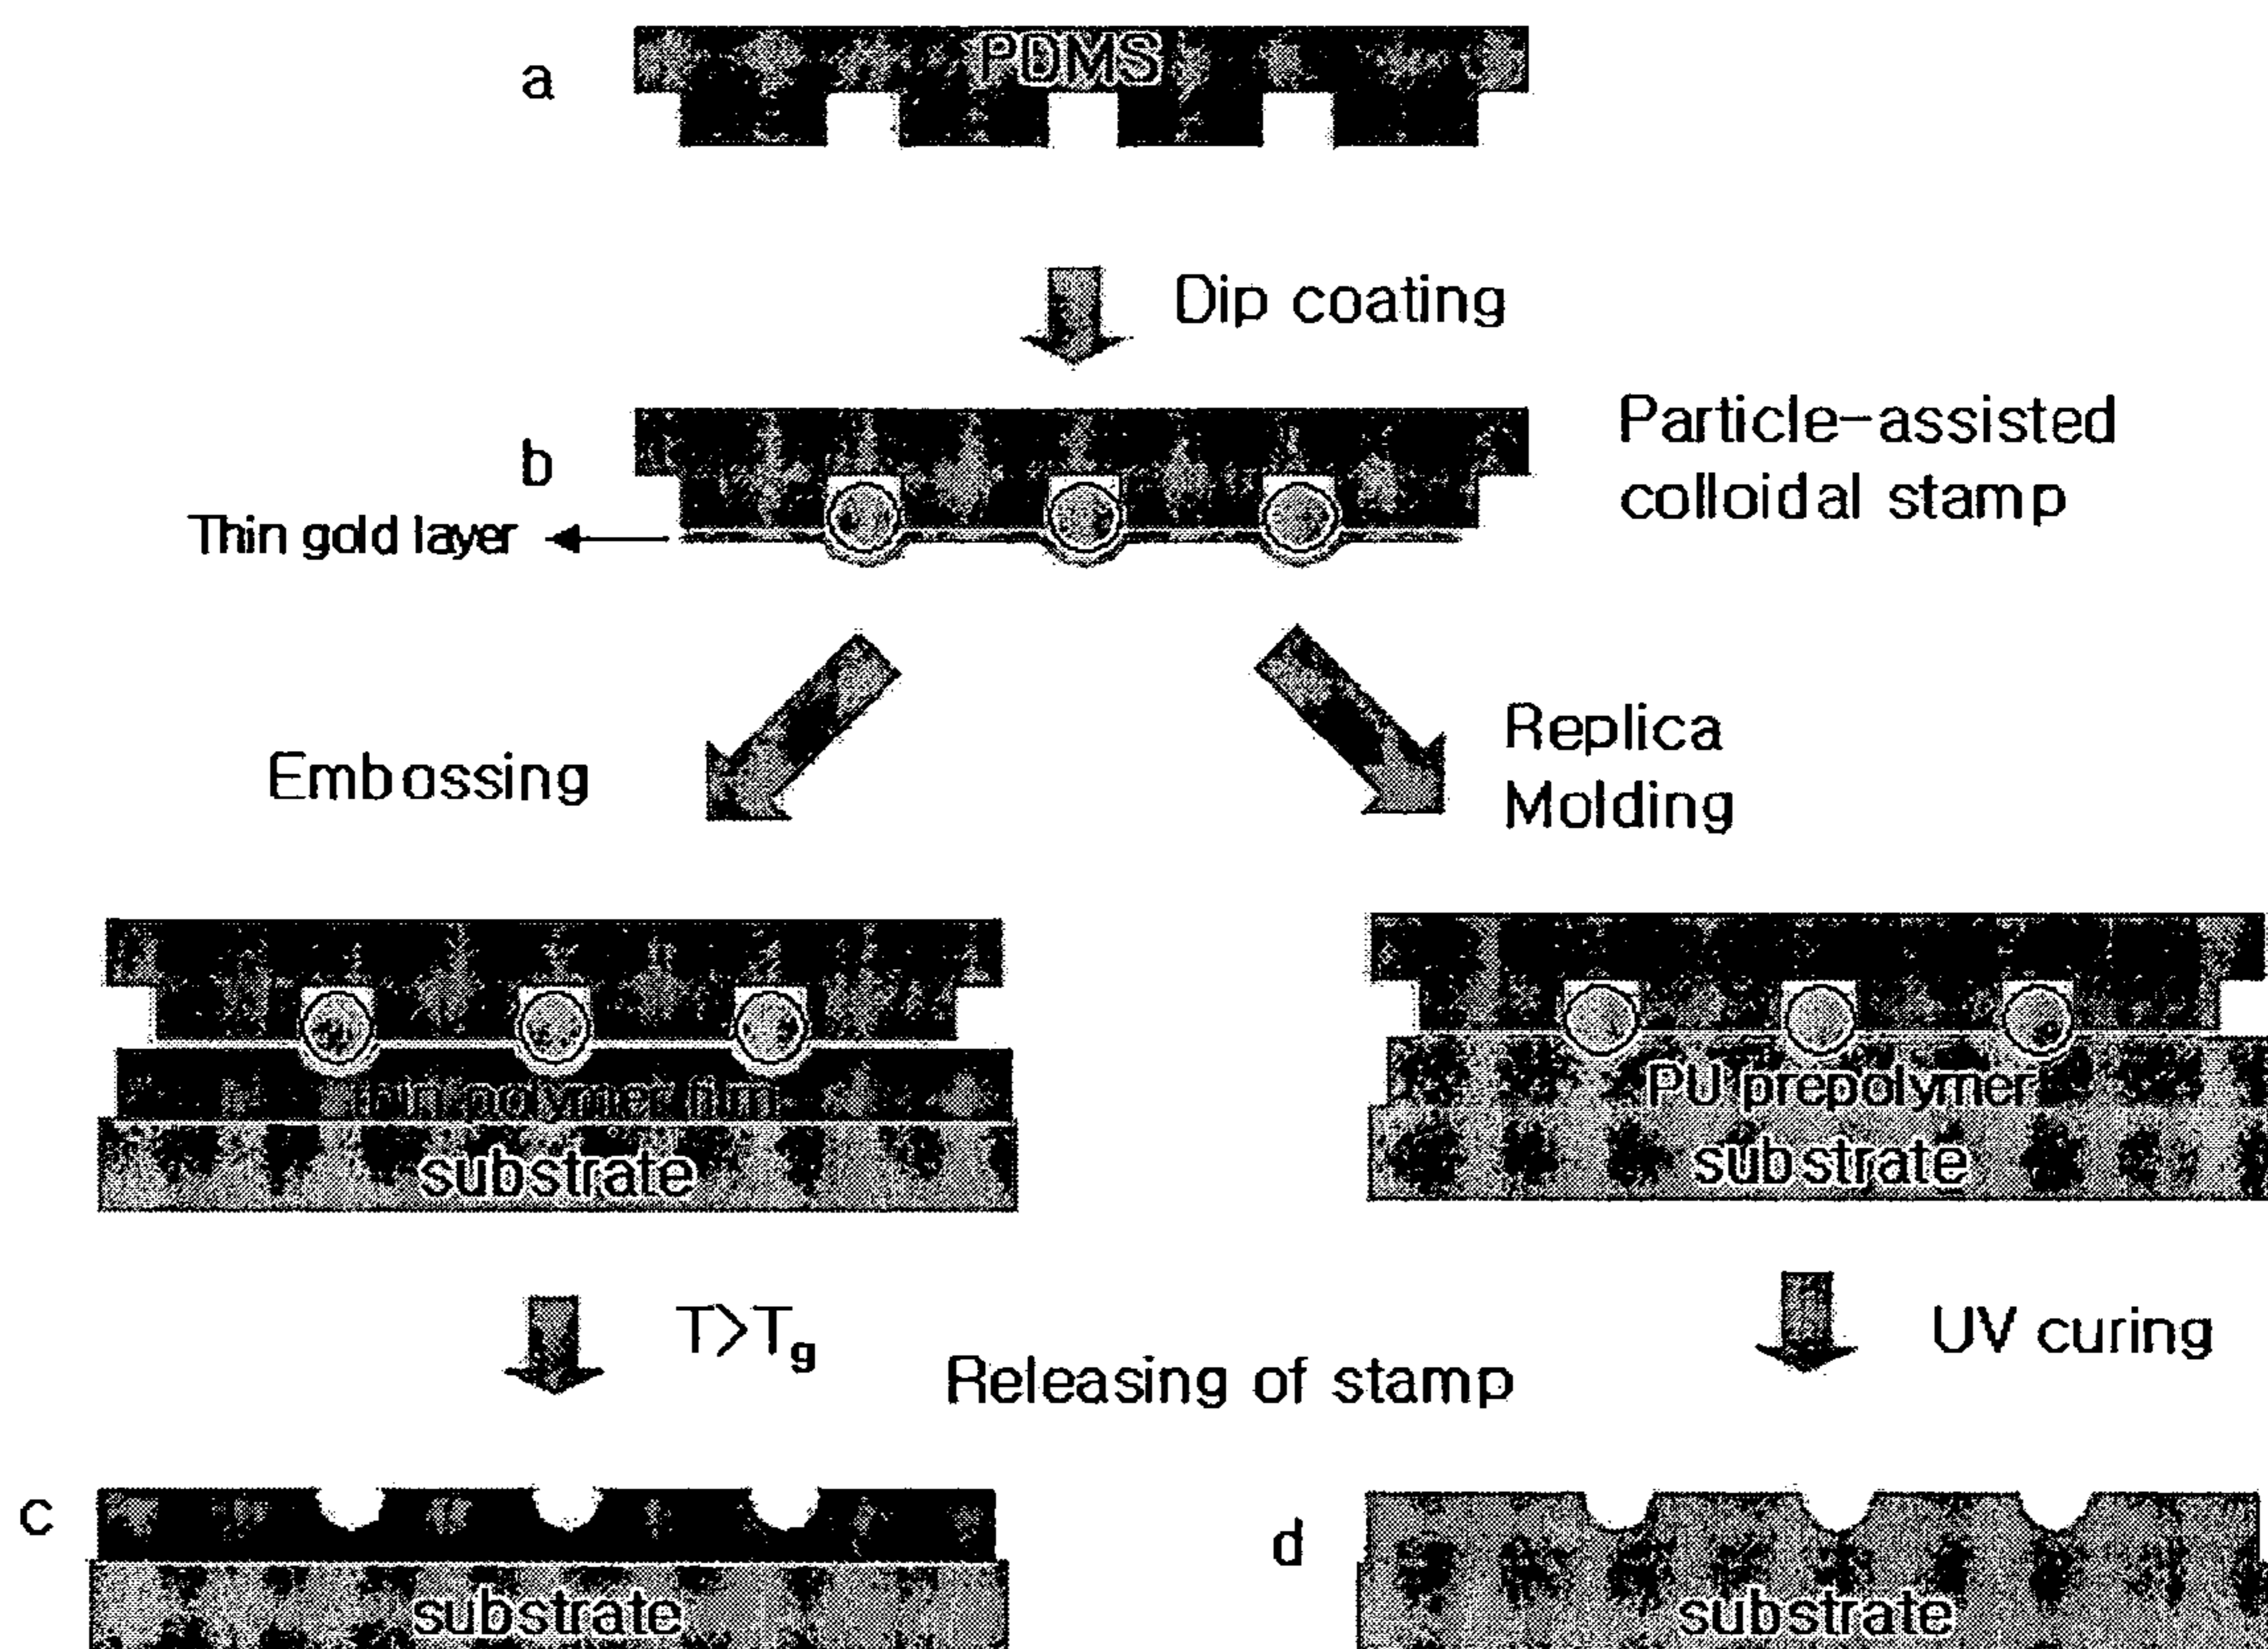 a
PDMS
Dip coating
b
Particle-assisted
colloidal stamp
Thin gold layer
Embossing
Replica
Molding
Thin polymer film
substrate
PU prepolymer
substrate
T>Tg
UV curing
Releasing of stamp
c
substrate
d
substrate